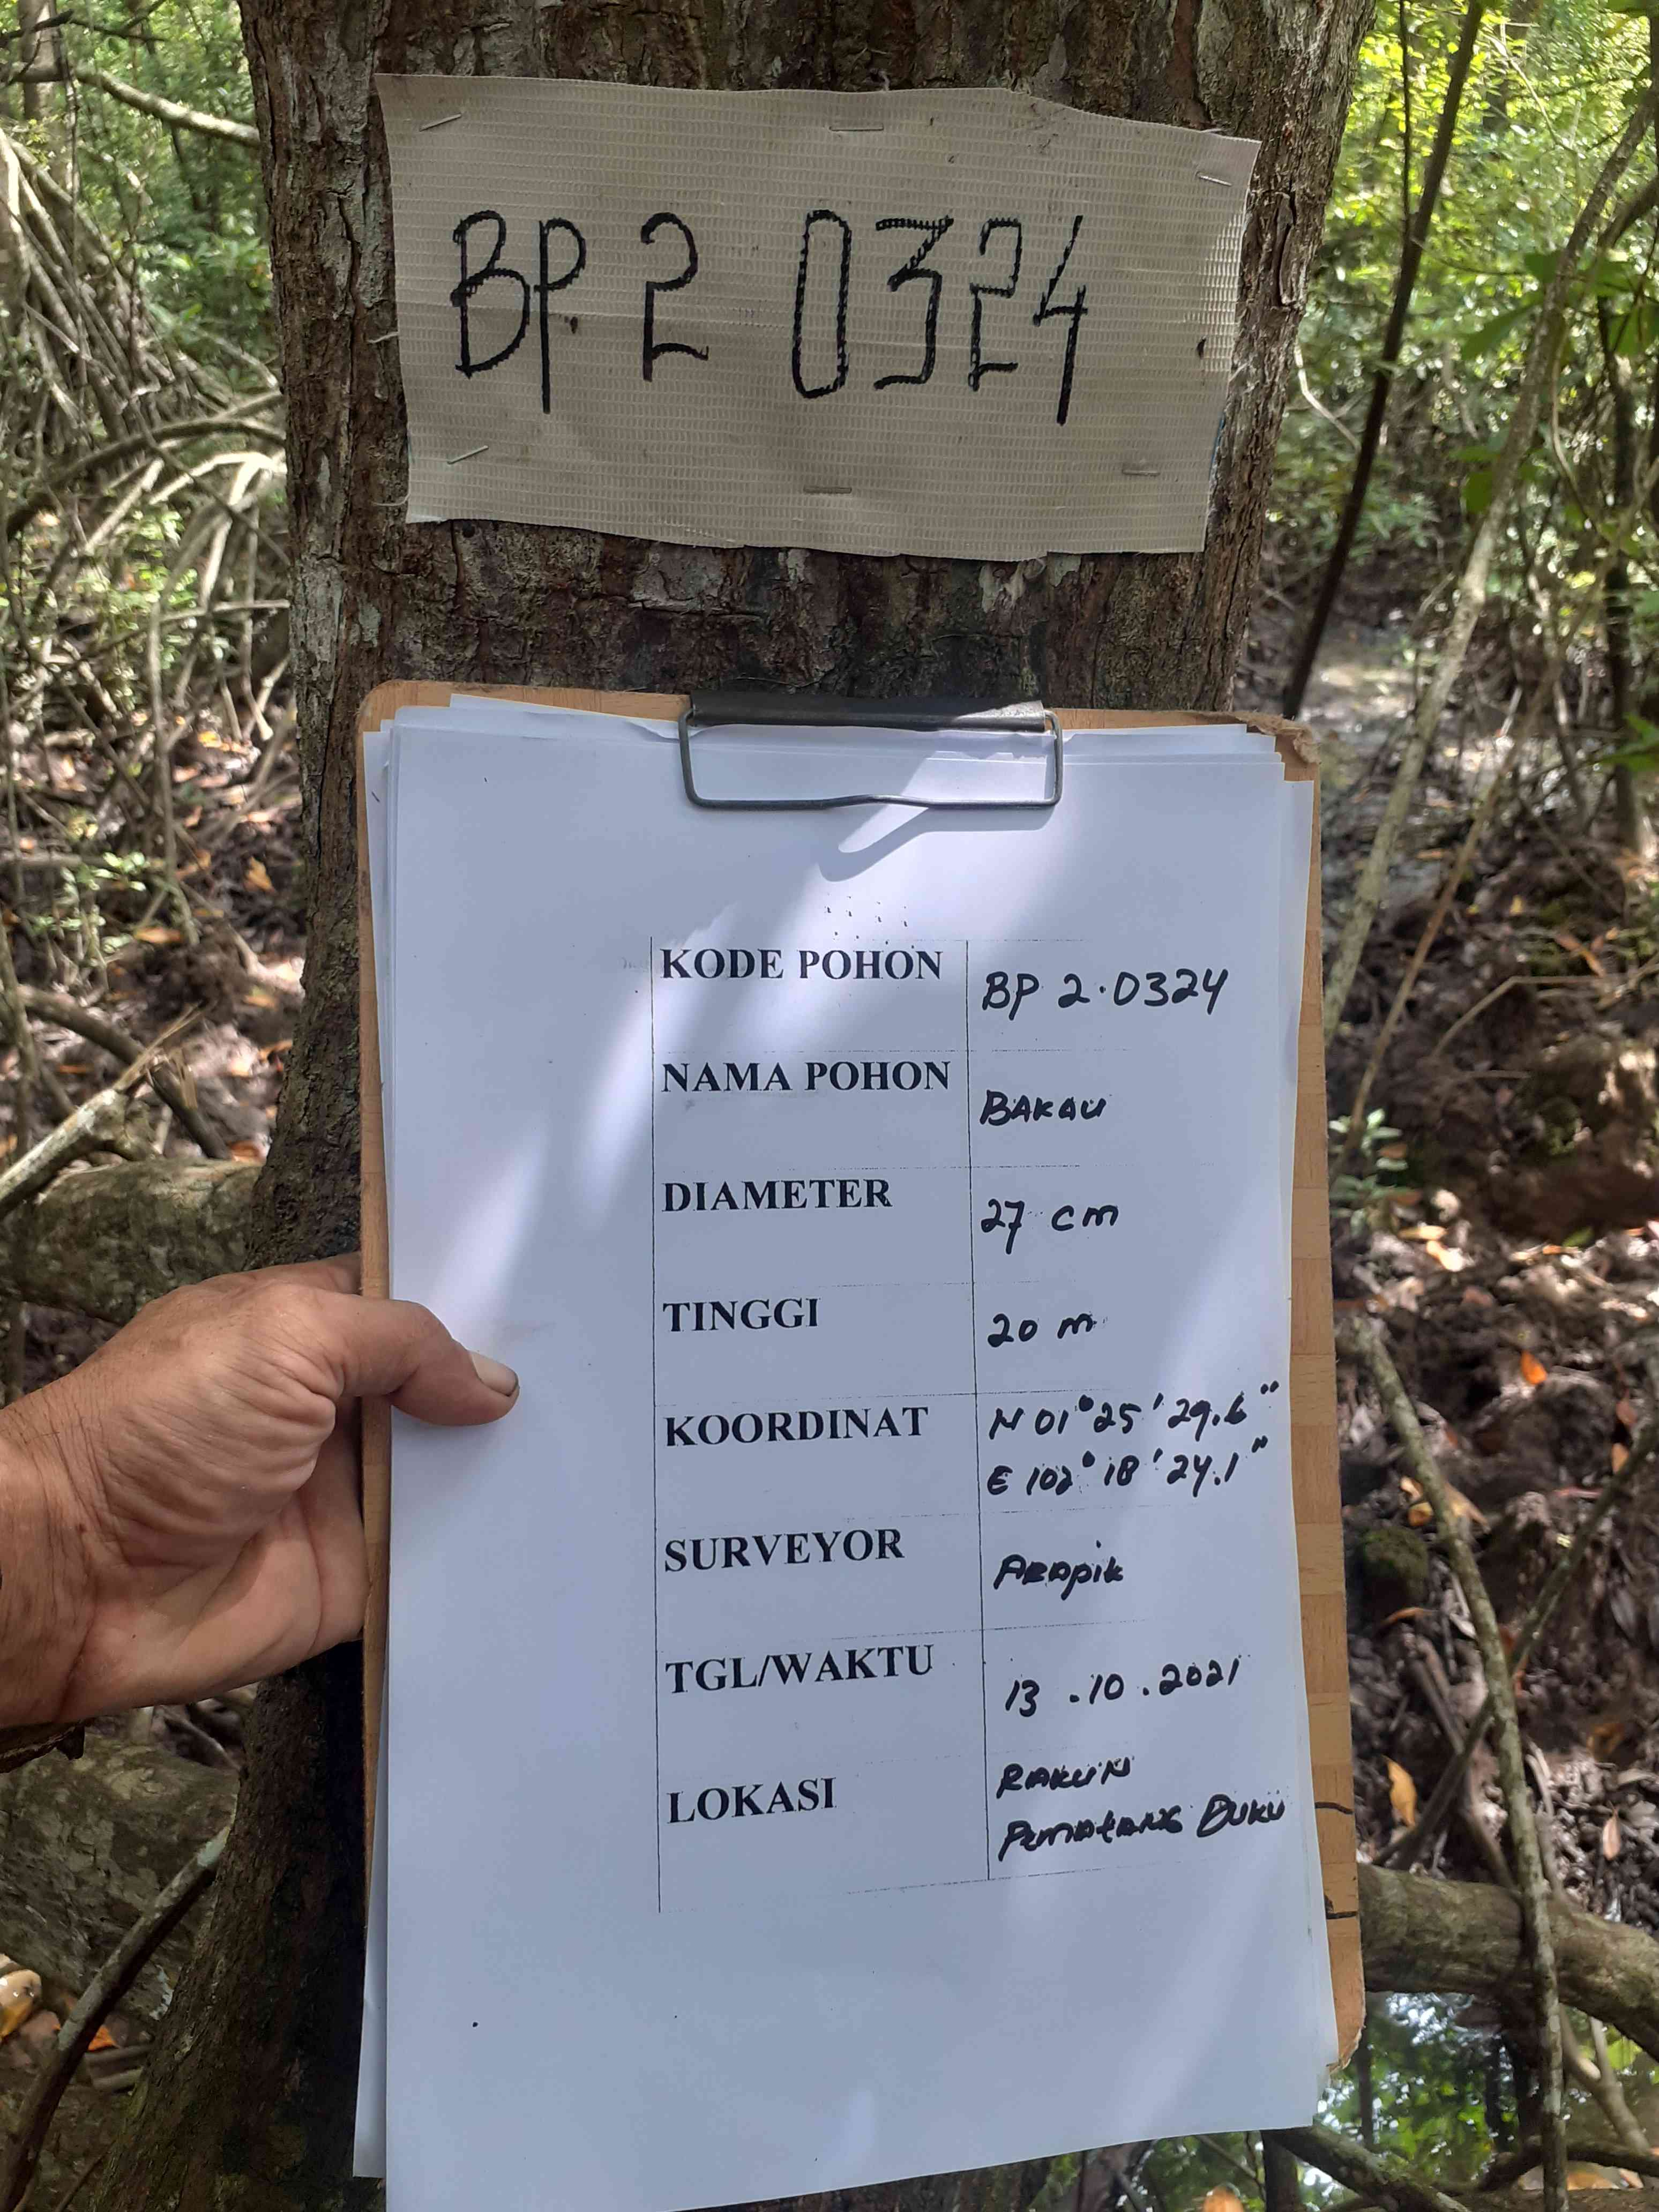 BP 2 0324
KODE POHON BP 2.0324
NAMA POHON BAKAU
DIAMETER 27 cm
TINGGI 20 m
KOORDINAT N 01° 25' 29.6"
E 102° 18' 24.1"
SURVEYOR ARAPIK
TGL/WAKTU 13.10.2021
LOKASI
PEMATANG DUKU